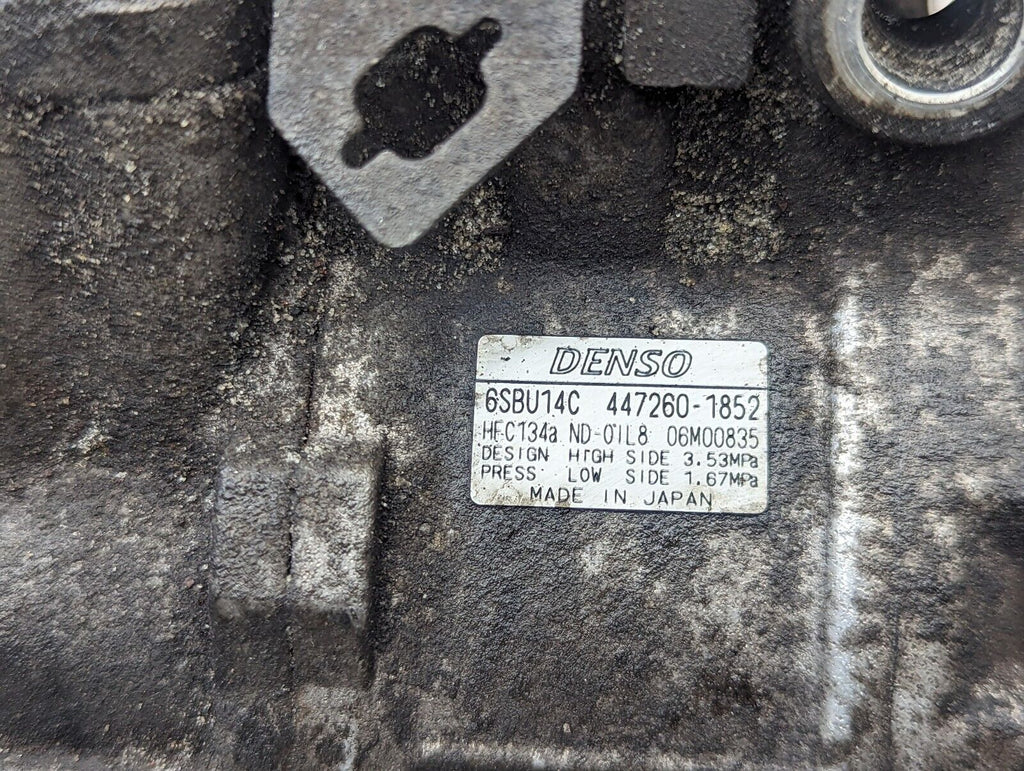 DENSO
6SBU14C 447260-1852
HFC134a ND-OIL8 06M00835
DESIGN HIGH SIDE 3.53MPa
PRESS LOW SIDE 1.67MPa
MADE IN JAPAN